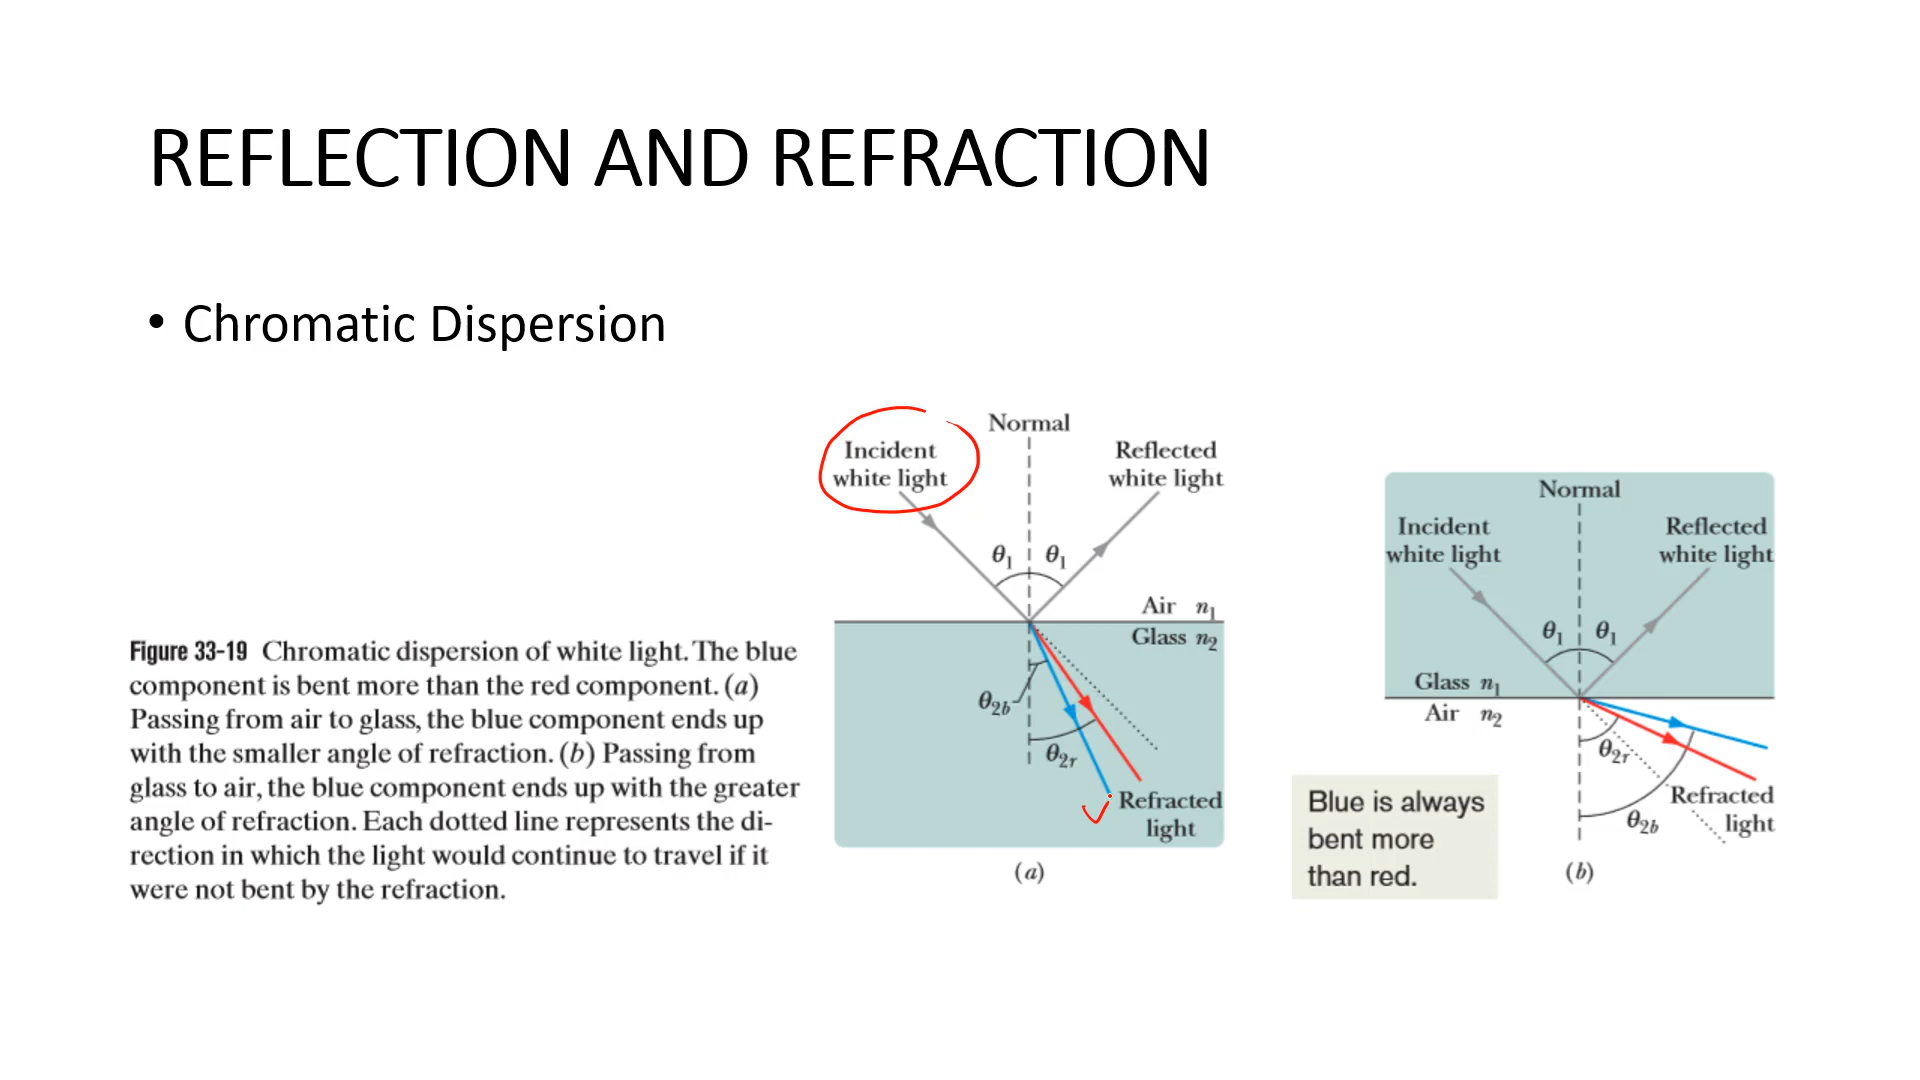 REFLECTION AND REFRACTION
• Chromatic Dispersion
Figure 33-19 Chromatic dispersion of white light. The blue
component is bent more than the red component. (a)
Passing from air to glass, the blue component ends up
with the smaller angle of refraction. (b) Passing from
glass to air, the blue component ends up with the greater
angle of refraction. Each dotted line represents the di-
rection in which the light would continue to travel if it
were not bent by the refraction.
Normal
Incident
white light
Reflected
white light
θ1 θ1
Air n1
Glass n2
θ2b
θ2r
Refracted
light
(a)
Normal
Incident
white light
Reflected
white light
θ1 θ1
Glass n1
Air n2
θ2r
θ2b
Refracted
light
(b)
Blue is always
bent more
than red.